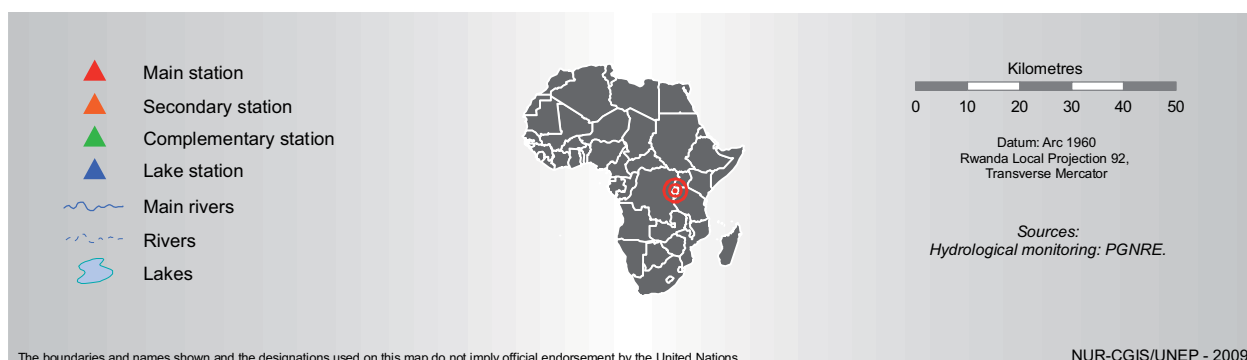 Main station
Secondary station
Complementary station
Lake station
Main rivers
Rivers
Lakes
Kilometres
0 10 20 30 40 50
Datum: Arc 1960
Rwanda Local Projection 92,
Transverse Mercator
Sources:
Hydrological monitoring: PGNRE.
The boundaries and names shown and the designations used on this map do not imply official endorsement by the United Nations.
NUR-CGIS/UNEP - 2009